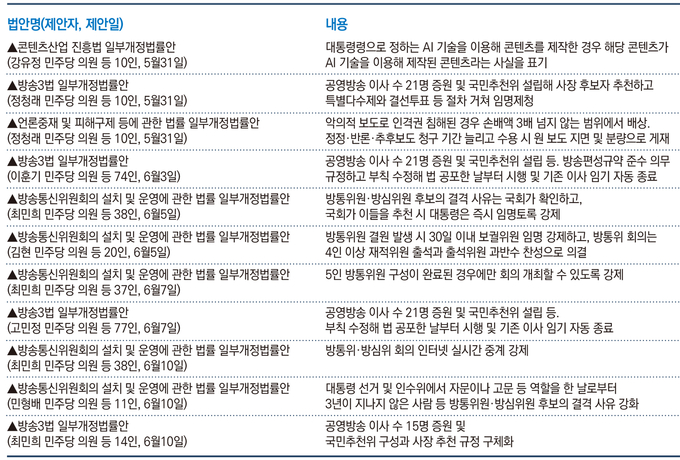 법안명(제안자, 제안일) 내용
▲콘텐츠산업 진흥법 일부개정법률안
(강유정 민주당 의원 등 10인, 5월31일)
대통령령으로 정하는 AI 기술을 이용해 콘텐츠를 제작한 경우 해당 콘텐츠가
AI 기술을 이용해 제작된 콘텐츠라는 사실을 표기
▲방송3법 일부개정법률안
(정청래 민주당 의원 등 10인, 5월31일)
공영방송 이사 수 21명 증원 및 국민추천위 설립해 사장 후보자 추천하고
특별다수제와 결선투표 등 절차 거쳐 임명제청
▲언론중재 및 피해구제 등에 관한 법률 일부개정법률안
(정청래 민주당 의원 등 10인, 5월31일)
악의적 보도로 인격권 침해된 경우 손배액 3배 넘지 않는 범위에서 배상.
정정·반론·추후보도 청구 기간 늘리고 수용 시 원 보도 지면 및 분량으로 게재
▲방송3법 일부개정법률안
(이훈기 민주당 의원 등 74인, 6월3일)
공영방송 이사 수 21명 증원 및 국민추천위 설립 등. 방송편성규약 준수 의무
규정하고 부칙 수정해 법 공포한 날부터 시행 및 기존 이사 임기 자동 종료
▲방송통신위원회의 설치 및 운영에 관한 법률 일부개정법률안
(최민희 민주당 의원 등 38인, 6월5일)
방통위원·방심위원 후보의 결격 사유는 국회가 확인하고,
국회가 이들을 추천 시 대통령은 즉시 임명토록 강제
▲방송통신위원회의 설치 및 운영에 관한 법률 일부개정법률안
(김현 민주당 의원 등 20인, 6월5일)
방통위원 결원 발생 시 30일 이내 보궐위원 임명 강제하고, 방통위 회의는
4인 이상 재적위원 출석과 출석위원 과반수 찬성으로 의결
▲방송통신위원회의 설치 및 운영에 관한 법률 일부개정법률안
(최민희 민주당 의원 등 37인, 6월7일)
5인 방통위원 구성이 완료된 경우에만 회의 개최할 수 있도록 강제
▲방송3법 일부개정법률안
(고민정 민주당 의원 등 77인, 6월7일)
공영방송 이사 수 21명 증원 및 국민추천위 설립 등.
부칙 수정해 법 공포한 날부터 시행 및 기존 이사 임기 자동 종료
▲방송통신위원회의 설치 및 운영에 관한 법률 일부개정법률안
(최민희 민주당 의원 등 38인, 6월10일)
방통위·방심위 회의 인터넷 실시간 중계 강제
▲방송통신위원회의 설치 및 운영에 관한 법률 일부개정법률안
(민형배 민주당 의원 등 11인, 6월10일)
대통령 선거 및 인수위에서 자문이나 고문 등 역할을 한 날로부터
3년이 지나지 않은 사람 등 방통위원·방심위원 후보의 결격 사유 강화
▲방송3법 일부개정법률안
(최민희 민주당 의원 등 14인, 6월10일)
공영방송 이사 수 15명 증원 및
국민추천위 구성과 사장 추천 규정 구체화